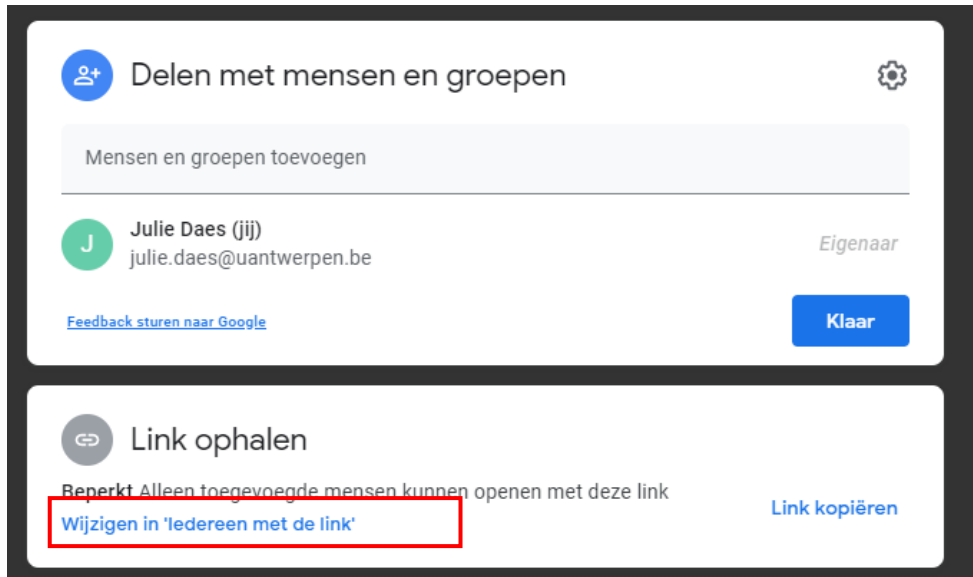 Delen met mensen en groepen
Mensen en groepen toevoegen
J
Julie Daes (jij)
julie.daes@uantwerpen.be
Eigenaar
Feedback sturen naar Google
Klaar
Link ophalen
Beperkt Alleen toegevoegde mensen kunnen openen met deze link
Wijzigen in 'Iedereen met de link'
Link kopiëren